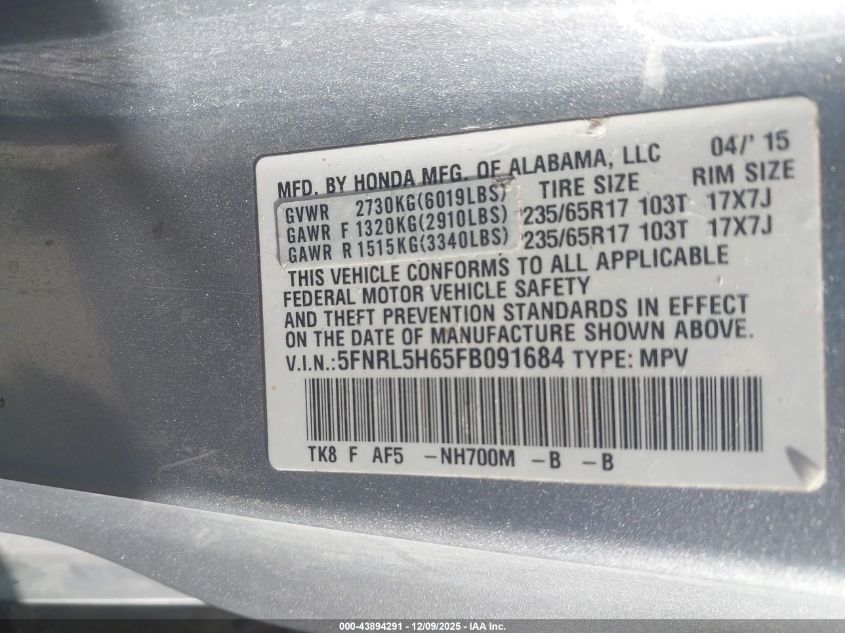 MFD. BY HONDA MFG. OF ALABAMA, LLC 04/' 15
GVWR 2730KG(6019LBS) TIRE SIZE RIM SIZE
GAWR F 1320KG(2910LBS) 235/65R17 103T 17X7J
GAWR R 1515KG(3340LBS) 235/65R17 103T 17X7J
THIS VEHICLE CONFORMS TO ALL APPLICABLE
FEDERAL MOTOR VEHICLE SAFETY
AND THEFT PREVENTION STANDARDS IN EFFECT
ON THE DATE OF MANUFACTURE SHOWN ABOVE.
V.I.N.:5FNRL5H65FB091684 TYPE: MPV
TK8 F AF5 -NH700M -B -B
000-43894291 - 12/09/2025 - IAA Inc.